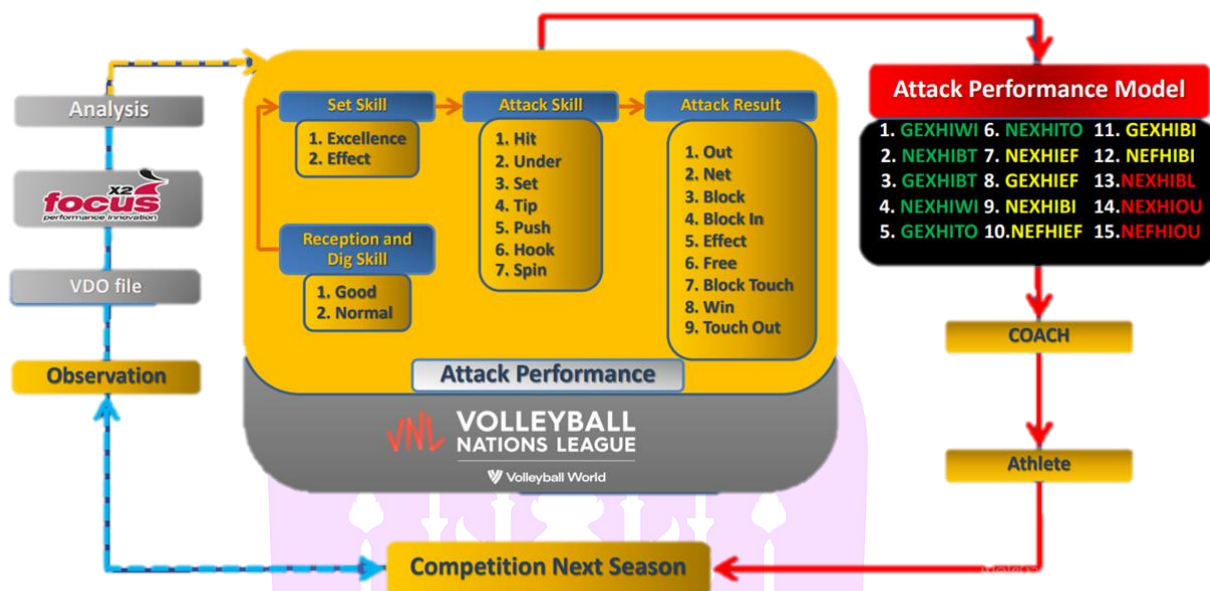 Analysis
X2
focus
performance innovation
VDO file
Observation
Set Skill
1. Excellence
2. Effect
Reception and
Dig Skill
1. Good
2. Normal
Attack Skill
1. Hit
2. Under
3. Set
4. Tip
5. Push
6. Hook
7. Spin
Attack Result
1. Out
2. Net
3. Block
4. Block In
5. Effect
6. Free
7. Block Touch
8. Win
9. Touch Out
Attack Performance
VNL
VOLLEYBALL
NATIONS LEAGUE
Volleyball World
Attack Performance Model
1. GEXHIWI 6. NEXHITO 11. GEXHIBI
2. NEXHIBT 7. NEXHIEF 12. NEFHIBI
3. GEXHIBT 8. GEXHIEF 13.NEXHIBL
4. NEXHIWI 9. NEXHIBI 14.NEXHIOU
5. GEXHITO 10.NEFHIEF 15.NEFHIOU
COACH
Athlete
Competition Next Season